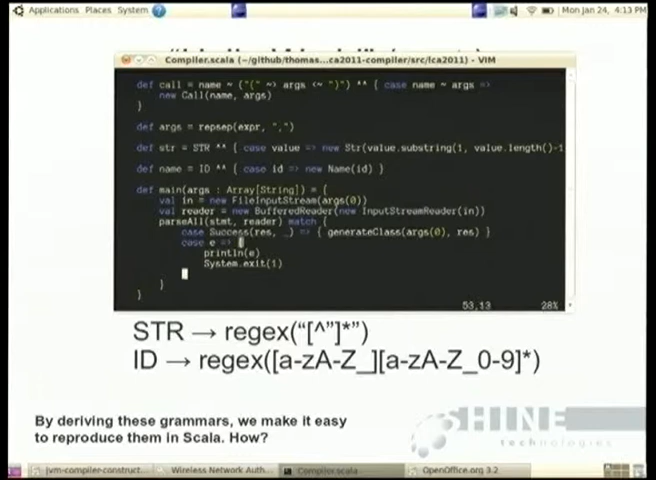 Applications Places System
Mon Jan 24, 4:13 PM
Compiler.scala (~/github/thomas...ca2011-compiler/src/lca2011) - VIM
def call = name ~ ("(" ~> args <~ ")") ^^ { case name ~ args =>
new Call(name, args)
}
def args = repsep(expr, ",")
def str = STR ^^ { case value => new Str(value.substring(1, value.length()-1
def name = ID ^^ { case id => new Name(id) }
def main(args : Array[String]) = {
val in = new FileInputStream(args(0))
val reader = new BufferedReader(new InputStreamReader(in))
parseAll(stmt, reader) match {
case Success(res, _) => { generateClass(args(0), res) }
case e => {
println(e)
System.exit(1)
}
}
53,13 28%
STR → regex(“[^”]*”)
ID → regex([a-zA-Z_][a-zA-Z_0-9]*)
By deriving these grammars, we make it easy
to reproduce them in Scala. How?
SHINE
technologies
jvm-compiler-construct...
Wireless Network Auth...
Compiler.scala
OpenOffice.org 3.2